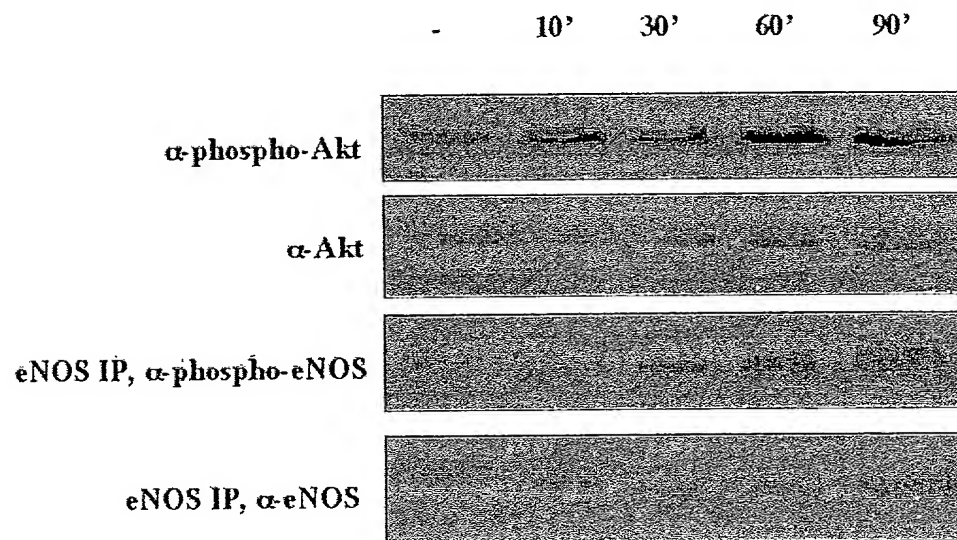 - 10’ 30’ 60’ 90’
α-phospho-Akt
α-Akt
eNOS IP, α-phospho-eNOS
eNOS IP, α-eNOS